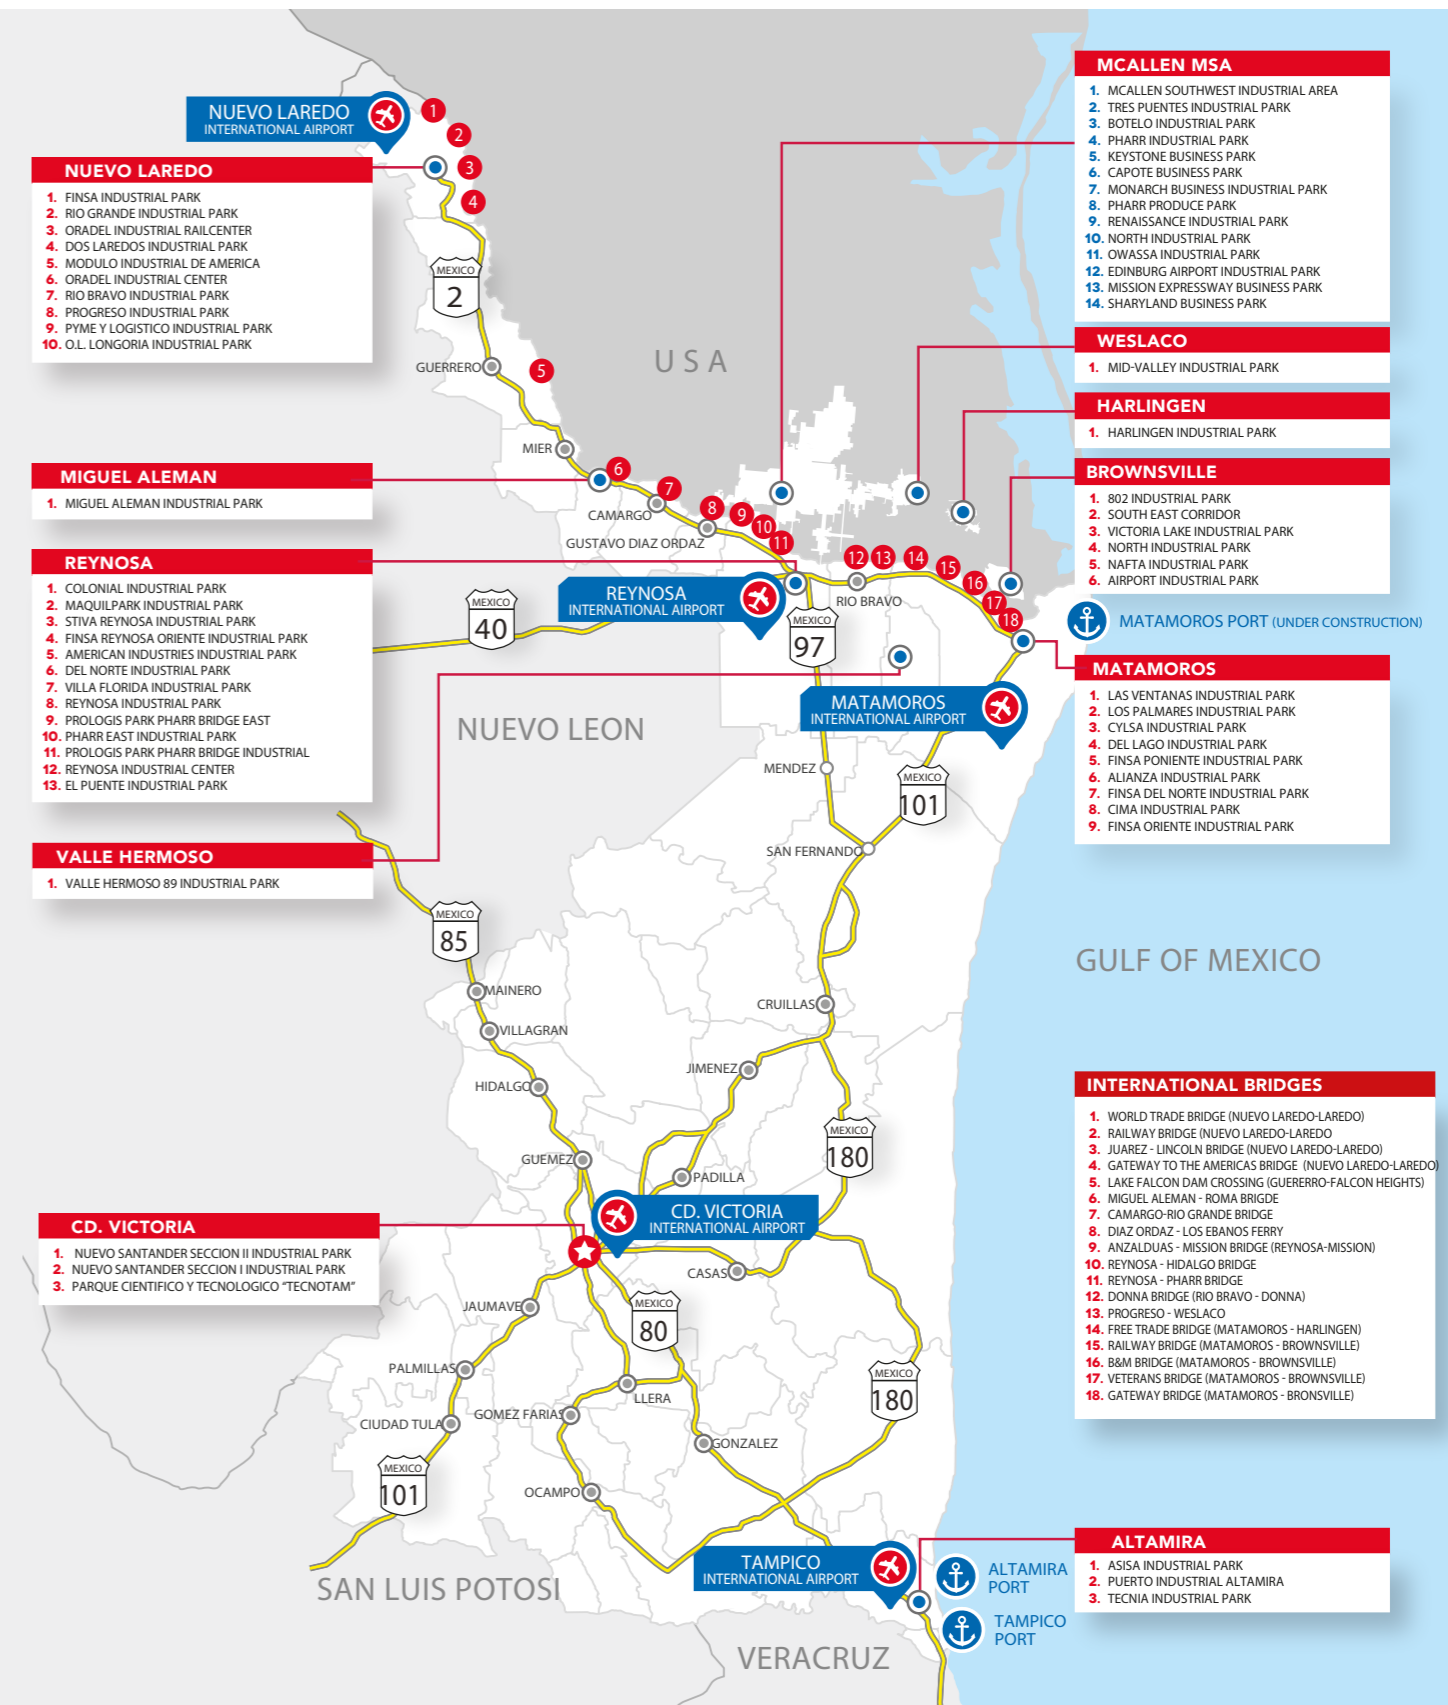 NUEVO LAREDO
INTERNATIONAL AIRPORT
1
2
3
4
NUEVO LAREDO
1. FINSA INDUSTRIAL PARK
2. RIO GRANDE INDUSTRIAL PARK
3. ORADEL INDUSTRIAL RAILCENTER
4. DOS LAREDOS INDUSTRIAL PARK
5. MODULO INDUSTRIAL DE AMERICA
6. ORADEL INDUSTRIAL CENTER
7. RIO BRAVO INDUSTRIAL PARK
8. PROGRESO INDUSTRIAL PARK
9. PYME Y LOGISTICO INDUSTRIAL PARK
10. O.L. LONGORIA INDUSTRIAL PARK
MEXICO
2
GUERRERO
5
USA
MIER
MIGUEL ALEMAN
1. MIGUEL ALEMAN INDUSTRIAL PARK
6
7
CAMARGO
8
GUSTAVO DIAZ ORDAZ
9
10
11
12
13
14
15
16
17
18
REYNOSA
1. COLONIAL INDUSTRIAL PARK
2. MAQUILPARK INDUSTRIAL PARK
3. STIVA REYNOSA INDUSTRIAL PARK
4. FINSA REYNOSA ORIENTE INDUSTRIAL PARK
5. AMERICAN INDUSTRIES INDUSTRIAL PARK
6. DEL NORTE INDUSTRIAL PARK
7. VILLA FLORIDA INDUSTRIAL PARK
8. REYNOSA INDUSTRIAL PARK
9. PROLOGIS PARK PHARR BRIDGE EAST
10. PHARR EAST INDUSTRIAL PARK
11. PROLOGIS PARK PHARR BRIDGE INDUSTRIAL
12. REYNOSA INDUSTRIAL CENTER
13. EL PUENTE INDUSTRIAL PARK
MEXICO
40
REYNOSA
INTERNATIONAL AIRPORT
RIO BRAVO
MEXICO
97
MATAMOROS
INTERNATIONAL AIRPORT
NUEVO LEON
MENDEZ
MEXICO
101
SAN FERNANDO
VALLE HERMOSO
1. VALLE HERMOSO 89 INDUSTRIAL PARK
MCALLEN MSA
1. MCALLEN SOUTHWEST INDUSTRIAL AREA
2. TRES PUENTES INDUSTRIAL PARK
3. BOTELO INDUSTRIAL PARK
4. PHARR INDUSTRIAL PARK
5. KEYSTONE BUSINESS PARK
6. CAPOTE BUSINESS PARK
7. MONARCH BUSINESS INDUSTRIAL PARK
8. PHARR PRODUCE PARK
9. RENAISSANCE INDUSTRIAL PARK
10. NORTH INDUSTRIAL PARK
11. OWASSA INDUSTRIAL PARK
12. EDINBURG AIRPORT INDUSTRIAL PARK
13. MISSION EXPRESSWAY BUSINESS PARK
14. SHARYLAND BUSINESS PARK
WESLACO
1. MID-VALLEY INDUSTRIAL PARK
HARLINGEN
1. HARLINGEN INDUSTRIAL PARK
BROWNSVILLE
1. 802 INDUSTRIAL PARK
2. SOUTH EAST CORRIDOR
3. VICTORIA LAKE INDUSTRIAL PARK
4. NORTH INDUSTRIAL PARK
5. NAFTA INDUSTRIAL PARK
6. AIRPORT INDUSTRIAL PARK
MATAMOROS PORT (UNDER CONSTRUCTION)
MATAMOROS
1. LAS VENTANAS INDUSTRIAL PARK
2. LOS PALMARES INDUSTRIAL PARK
3. CYLSA INDUSTRIAL PARK
4. DEL LAGO INDUSTRIAL PARK
5. FINSA PONIENTE INDUSTRIAL PARK
6. ALIANZA INDUSTRIAL PARK
7. FINSA DEL NORTE INDUSTRIAL PARK
8. CIMA INDUSTRIAL PARK
9. FINSA ORIENTE INDUSTRIAL PARK
GULF OF MEXICO
MEXICO
85
MAINERO
VILLAGRAN
HIDALGO
GUEMEZ
CRUILLAS
JIMENEZ
PADILLA
MEXICO
180
CD. VICTORIA
INTERNATIONAL AIRPORT
CASAS
CD. VICTORIA
1. NUEVO SANTANDER SECCION II INDUSTRIAL PARK
2. NUEVO SANTANDER SECCION I INDUSTRIAL PARK
3. PARQUE CIENTIFICO Y TECNOLOGICO “TECNOTAM”
JAUMAVE
MEXICO
80
PALMILLAS
LLERA
CIUDAD TULA
GOMEZ FARIAS
MEXICO
180
GONZALEZ
MEXICO
101
OCAMPO
SAN LUIS POTOSI
TAMPICO
INTERNATIONAL AIRPORT
ALTAMIRA
PORT
TAMPICO
PORT
VERACRUZ
INTERNATIONAL BRIDGES
1. WORLD TRADE BRIDGE (NUEVO LAREDO-LAREDO)
2. RAILWAY BRIDGE (NUEVO LAREDO-LAREDO
3. JUAREZ - LINCOLN BRIDGE (NUEVO LAREDO-LAREDO)
4. GATEWAY TO THE AMERICAS BRIDGE (NUEVO LAREDO-LAREDO)
5. LAKE FALCON DAM CROSSING (GUERERRO-FALCON HEIGHTS)
6. MIGUEL ALEMAN - ROMA BRIGDE
7. CAMARGO-RIO GRANDE BRIDGE
8. DIAZ ORDAZ - LOS EBANOS FERRY
9. ANZALDUAS - MISSION BRIDGE (REYNOSA-MISSION)
10. REYNOSA - HIDALGO BRIDGE
11. REYNOSA - PHARR BRIDGE
12. DONNA BRIDGE (RIO BRAVO - DONNA)
13. PROGRESO - WESLACO
14. FREE TRADE BRIDGE (MATAMOROS - HARLINGEN)
15. RAILWAY BRIDGE (MATAMOROS - BROWNSVILLE)
16. B&M BRIDGE (MATAMOROS - BROWNSVILLE)
17. VETERANS BRIDGE (MATAMOROS - BROWNSVILLE)
18. GATEWAY BRIDGE (MATAMOROS - BRONSVILLE)
ALTAMIRA
1. ASISA INDUSTRIAL PARK
2. PUERTO INDUSTRIAL ALTAMIRA
3. TECNIA INDUSTRIAL PARK